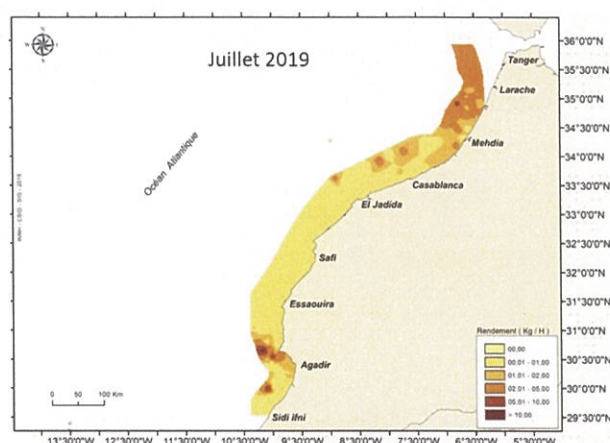 Juillet 2019
N
W
E
S
Océan Atlantique
Tanger
Larache
Mehdia
Casablanca
El Jadida
Safi
Essaouira
Agadir
Sidi Ifni
36°0'0"N
35°30'0"N
35°0'0"N
34°30'0"N
34°0'0"N
33°30'0"N
33°0'0"N
32°30'0"N
32°0'0"N
31°30'0"N
31°0'0"N
30°30'0"N
30°0'0"N
29°30'0"N
Rendement ( Kg / H )
00,00
00.01 - 01.00
01.01 - 02.00
02.01 - 05.00
05.01 - 10.00
> 10.00
0 50 100 Km
13°30'0"W 12°30'0"W 11°30'0"W 10°30'0"W 9°30'0"W 8°30'0"W 7°30'0"W 6°30'0"W 5°30'0"W